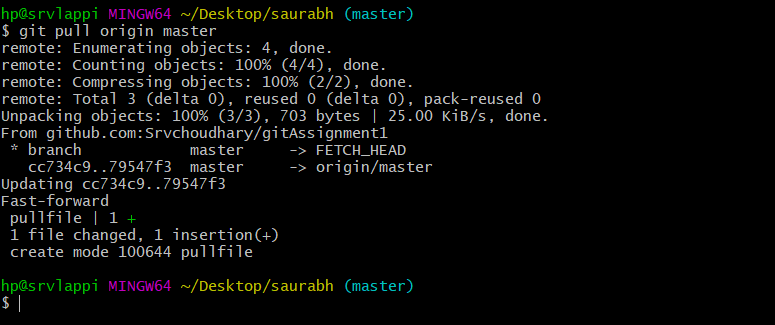 hp@srvlappi MINGW64 ~/Desktop/saurabh (master)
$ git pull origin master
remote: Enumerating objects: 4, done.
remote: Counting objects: 100% (4/4), done.
remote: Compressing objects: 100% (2/2), done.
remote: Total 3 (delta 0), reused 0 (delta 0), pack-reused 0
Unpacking objects: 100% (3/3), 703 bytes | 25.00 KiB/s, done.
From github.com:Srvchoudhary/gitAssignment1
 * branch            master     -> FETCH_HEAD
   cc734c9..79547f3  master     -> origin/master
Updating cc734c9..79547f3
Fast-forward
 pullfile | 1 +
 1 file changed, 1 insertion(+)
 create mode 100644 pullfile
hp@srvlappi MINGW64 ~/Desktop/saurabh (master)
$